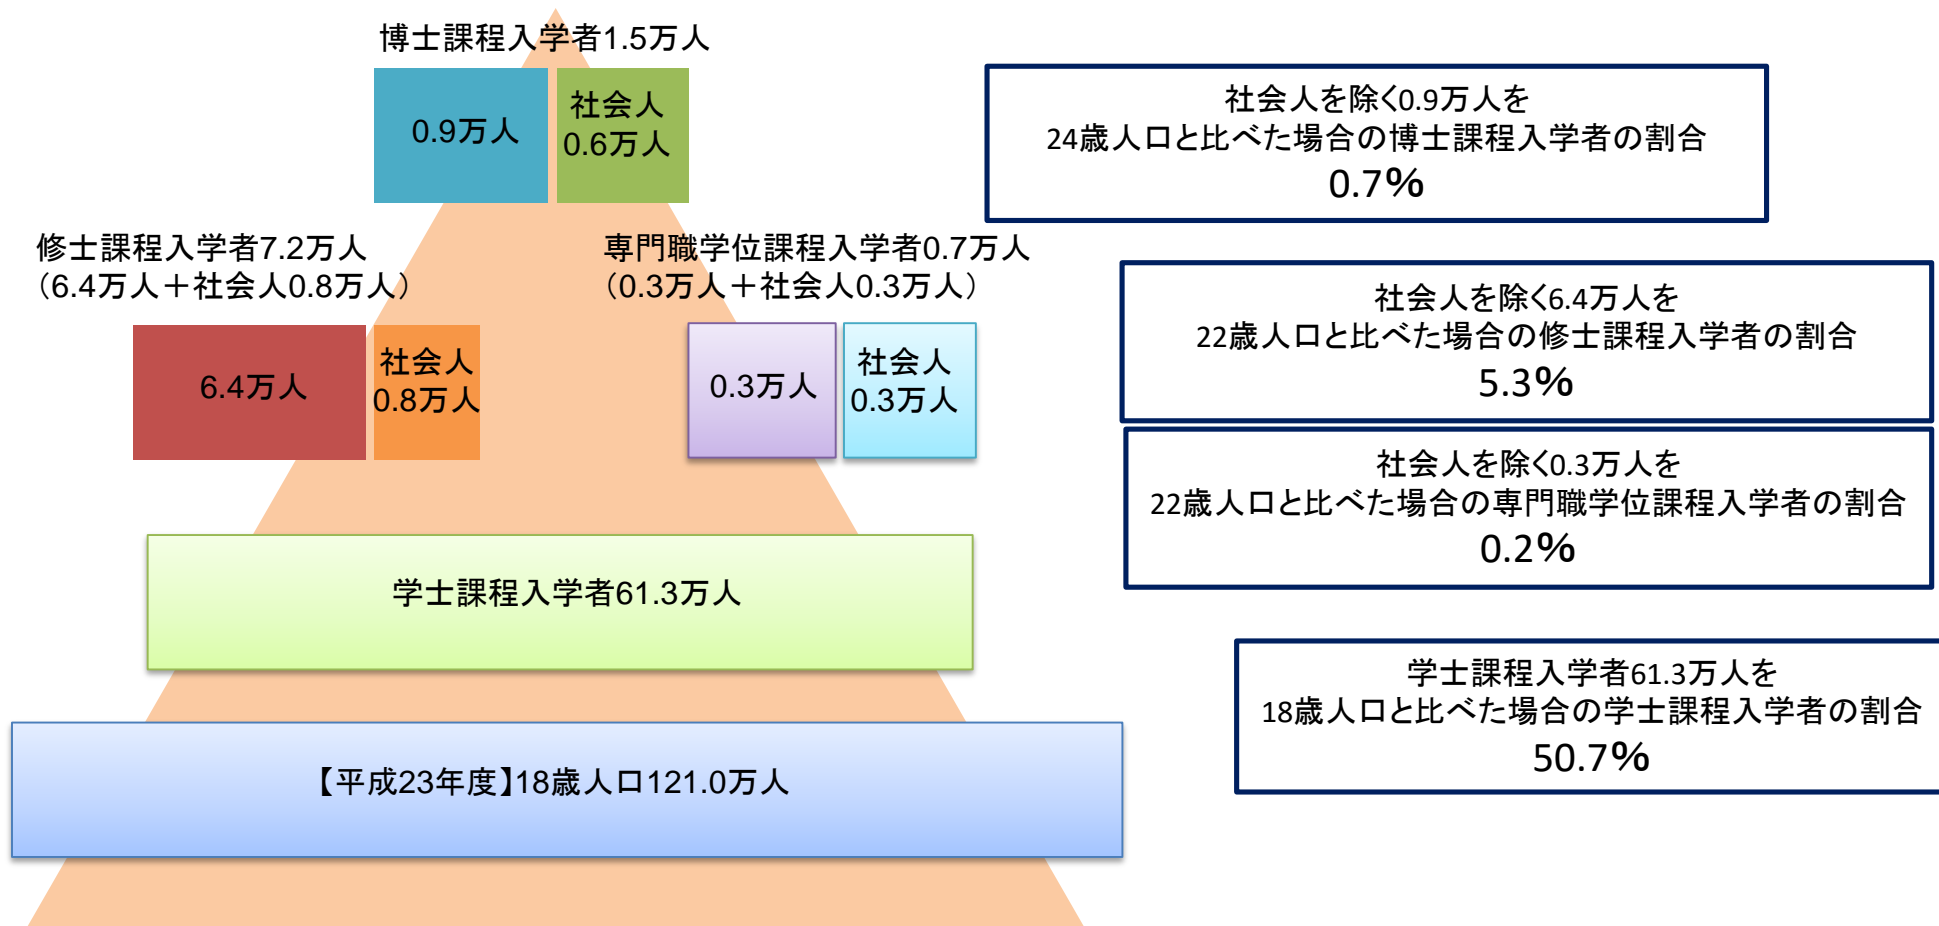 博士課程入学者1.5万人
0.9万人
社会人
0.6万人
社会人を除く0.9万人を
24歳人口と比べた場合の博士課程入学者の割合
0.7%
修士課程入学者7.2万人
（6.4万人＋社会人0.8万人）
専門職学位課程入学者0.7万人
（0.3万人＋社会人0.3万人）
6.4万人
社会人
0.8万人
0.3万人
社会人
0.3万人
社会人を除く6.4万人を
22歳人口と比べた場合の修士課程入学者の割合
5.3%
社会人を除く0.3万人を
22歳人口と比べた場合の専門職学位課程入学者の割合
0.2%
学士課程入学者61.3万人
学士課程入学者61.3万人を
18歳人口と比べた場合の学士課程入学者の割合
50.7%
【平成23年度】18歳人口121.0万人